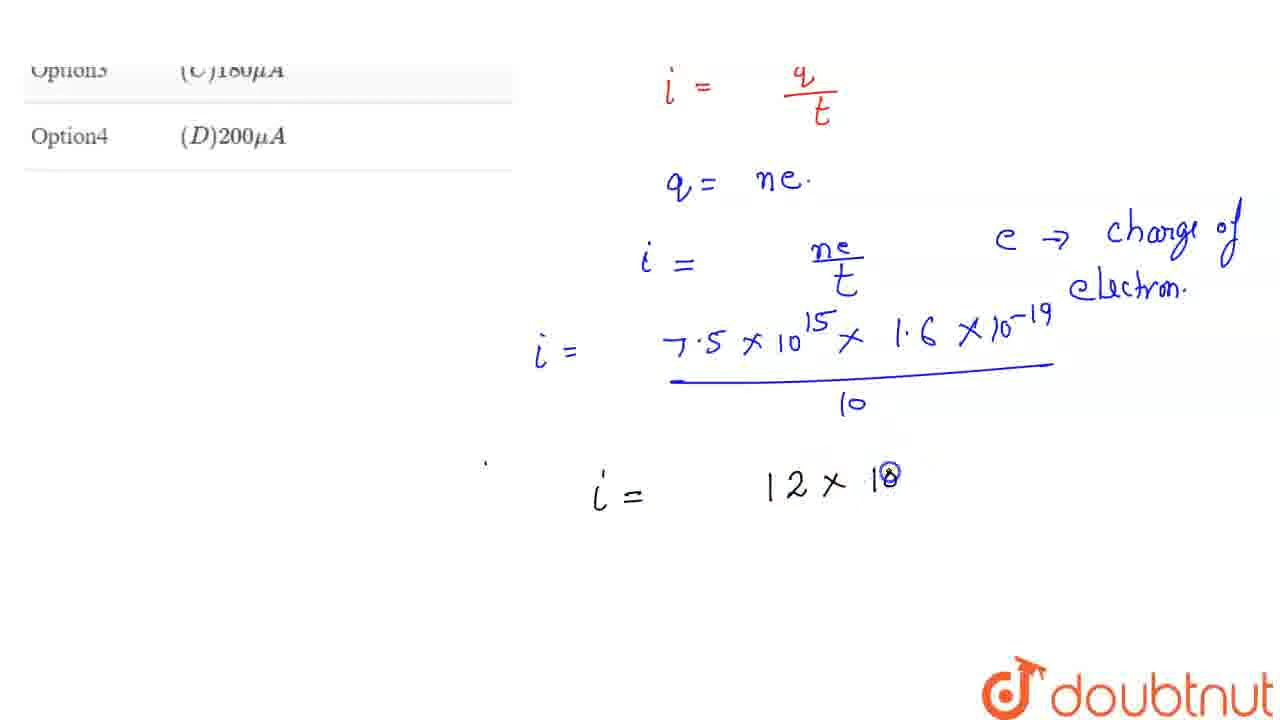 Option3 (C)180μA
Option4 (D)200μA
i = q/t
q = ne.
i = ne/t
e → charge of
electron.
i = 7.5 × 10^15 × 1.6 × 10^-19
10
i = 12 × 10
doubtnut